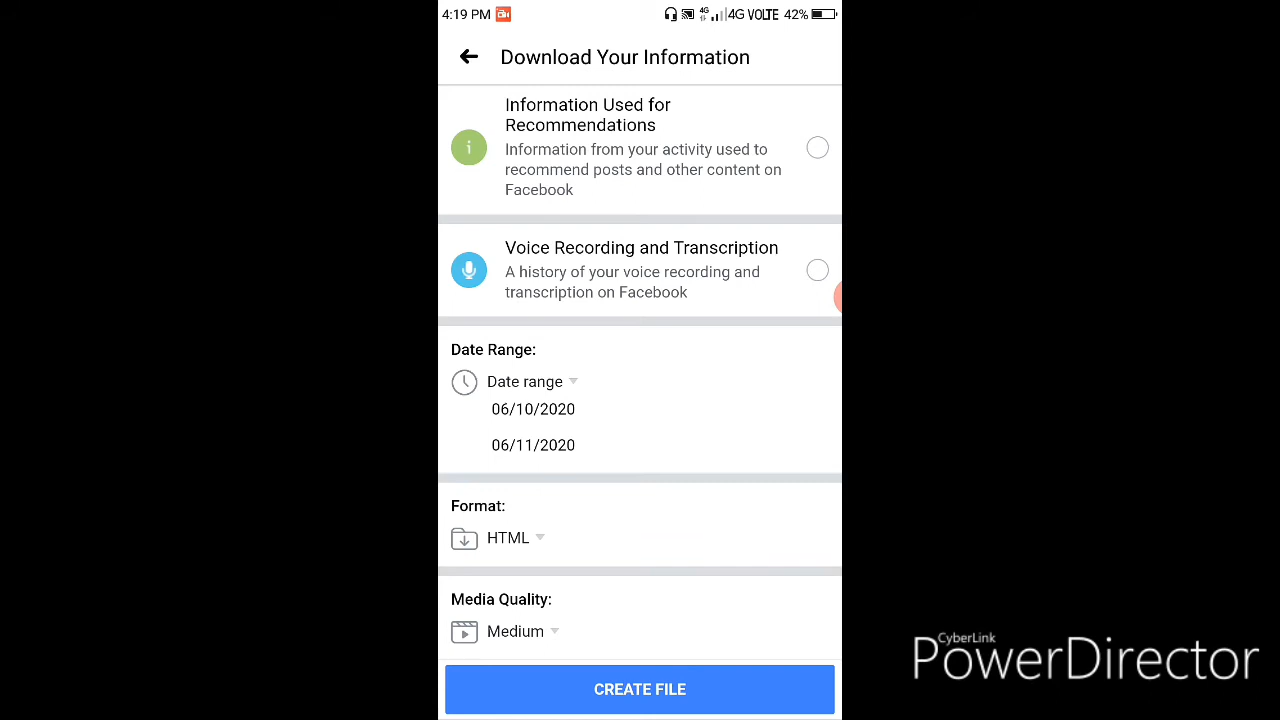 4:19 PM 4G 4G VOLTE 42%
Download Your Information
Information Used for
Recommendations
Information from your activity used to
recommend posts and other content on
Facebook
Voice Recording and Transcription
A history of your voice recording and
transcription on Facebook
Date Range:
Date range
06/10/2020
06/11/2020
Format:
HTML
Media Quality:
Medium
CREATE FILE
CyberLink
PowerDirector